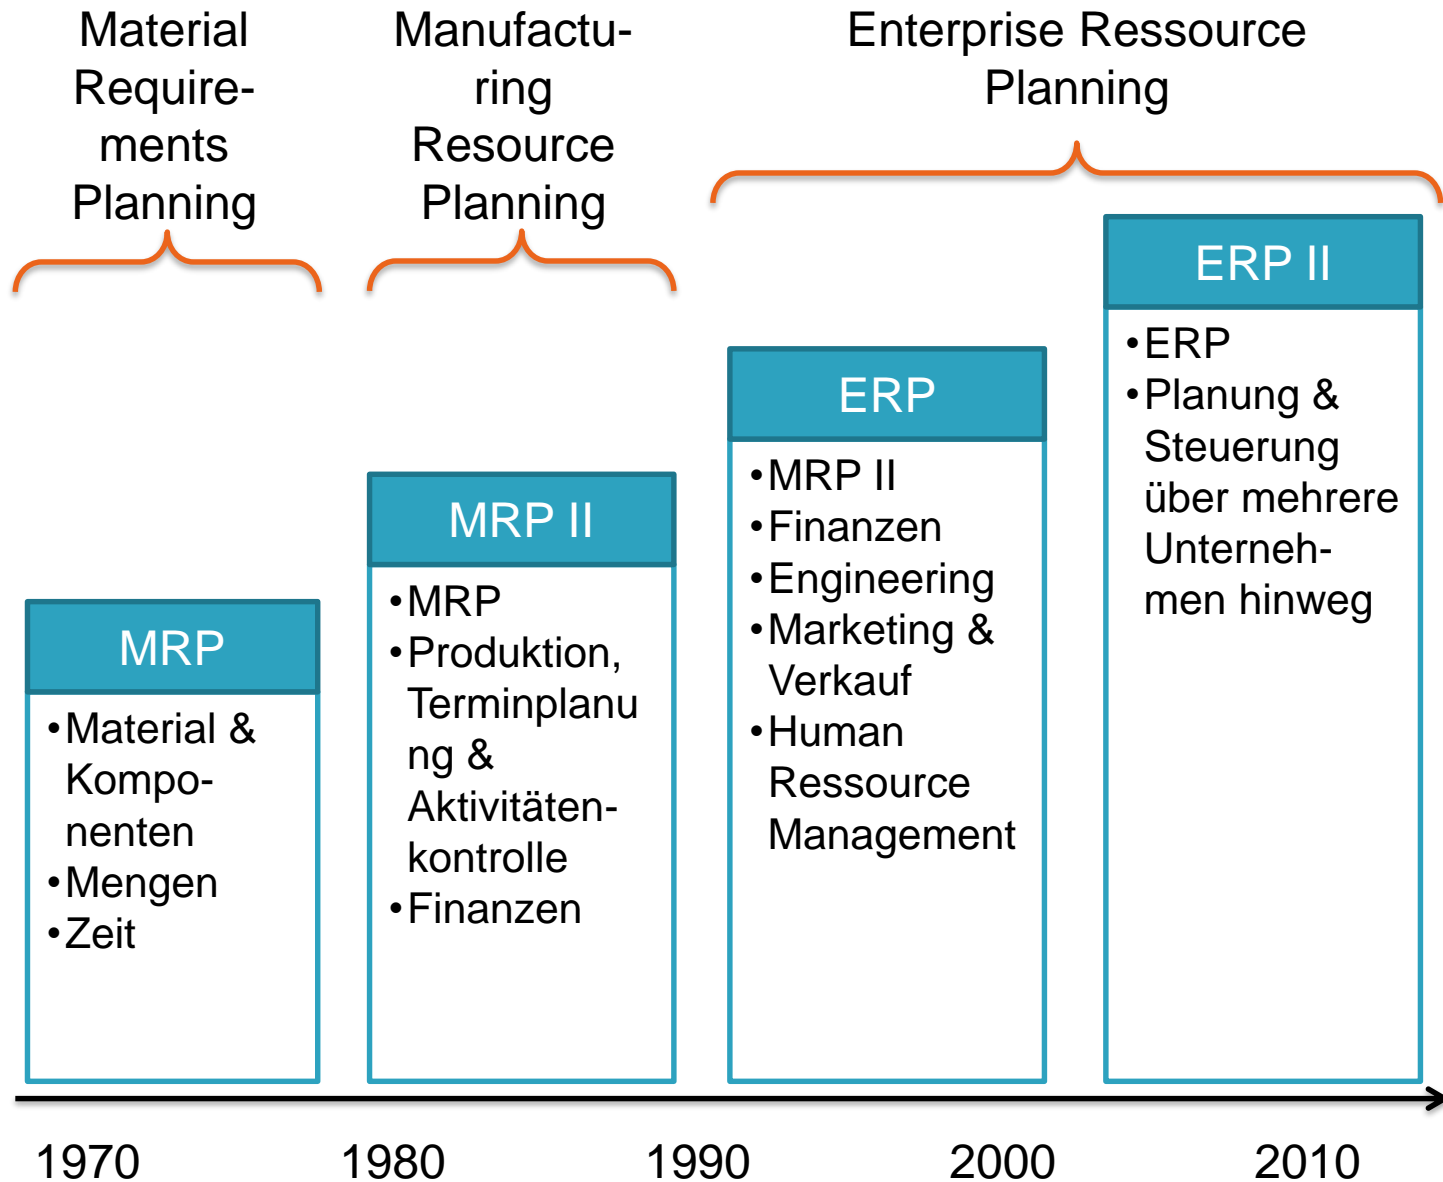 Material
Require-
ments
Planning
Manufactu-
ring
Resource
Planning
Enterprise Ressource
Planning
MRP
•Material &
Kompo-
nenten
•Mengen
•Zeit
MRP II
•MRP
•Produktion,
Terminplanu
ng &
Aktivitäten-
kontrolle
•Finanzen
ERP
•MRP II
•Finanzen
•Engineering
•Marketing &
Verkauf
•Human
Ressource
Management
ERP II
•ERP
•Planung &
Steuerung
über mehrere
Unterneh-
men hinweg
1970 1980 1990 2000 2010